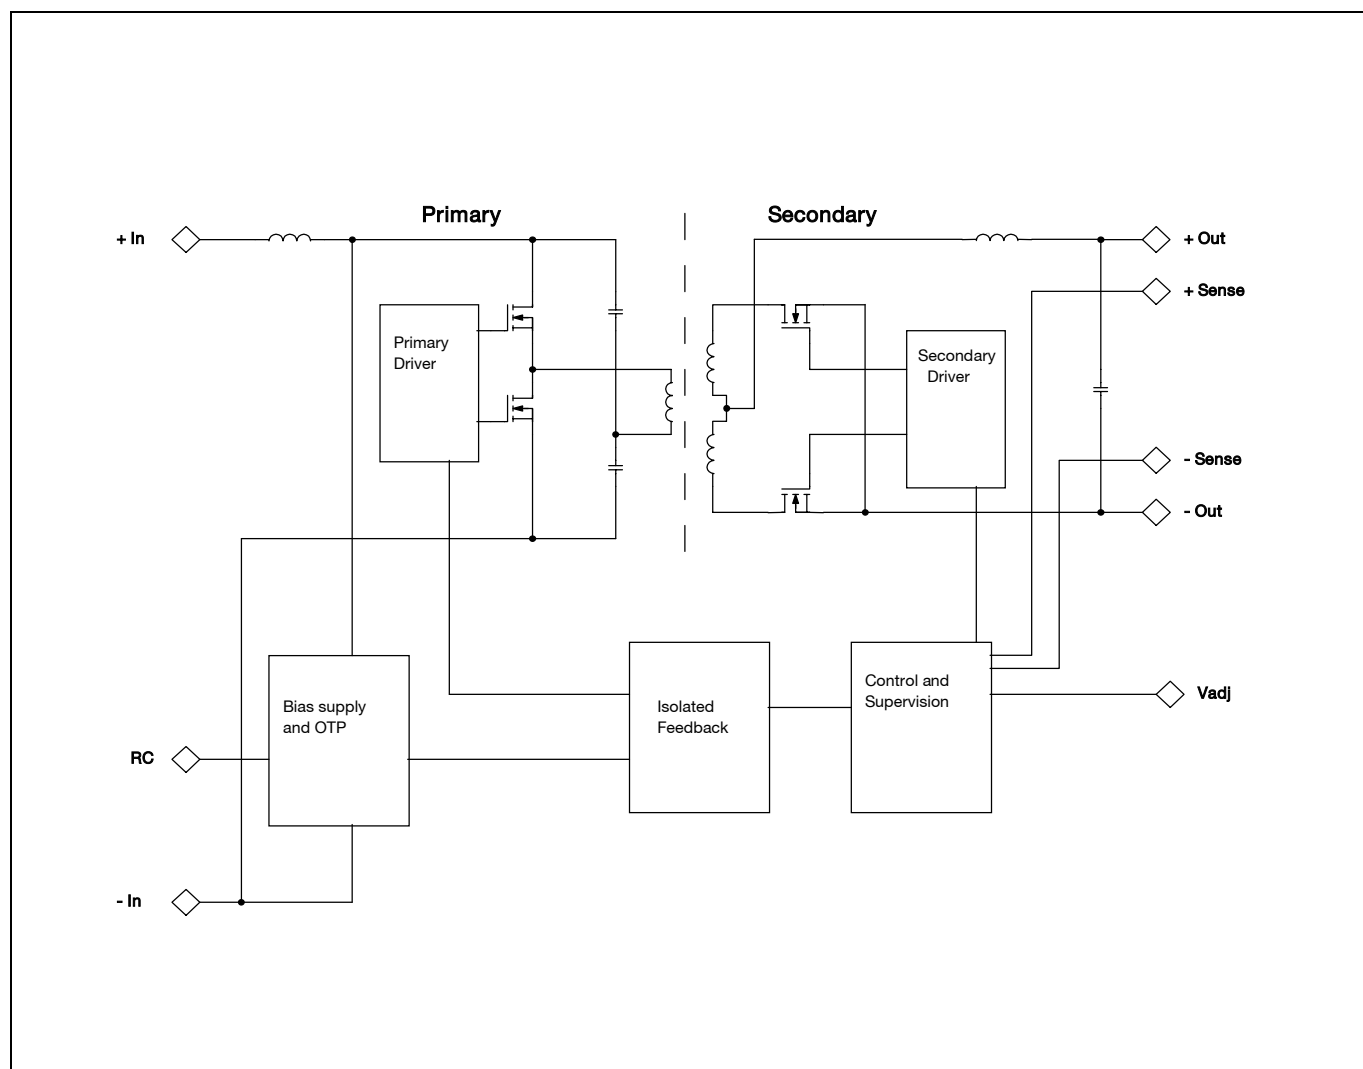 Primary
Secondary
+ In
+ Out
+ Sense
Primary
Driver
Secondary
Driver
- Sense
- Out
Bias supply
and OTP
Isolated
Feedback
Control and
Supervision
Vadj
RC
- In